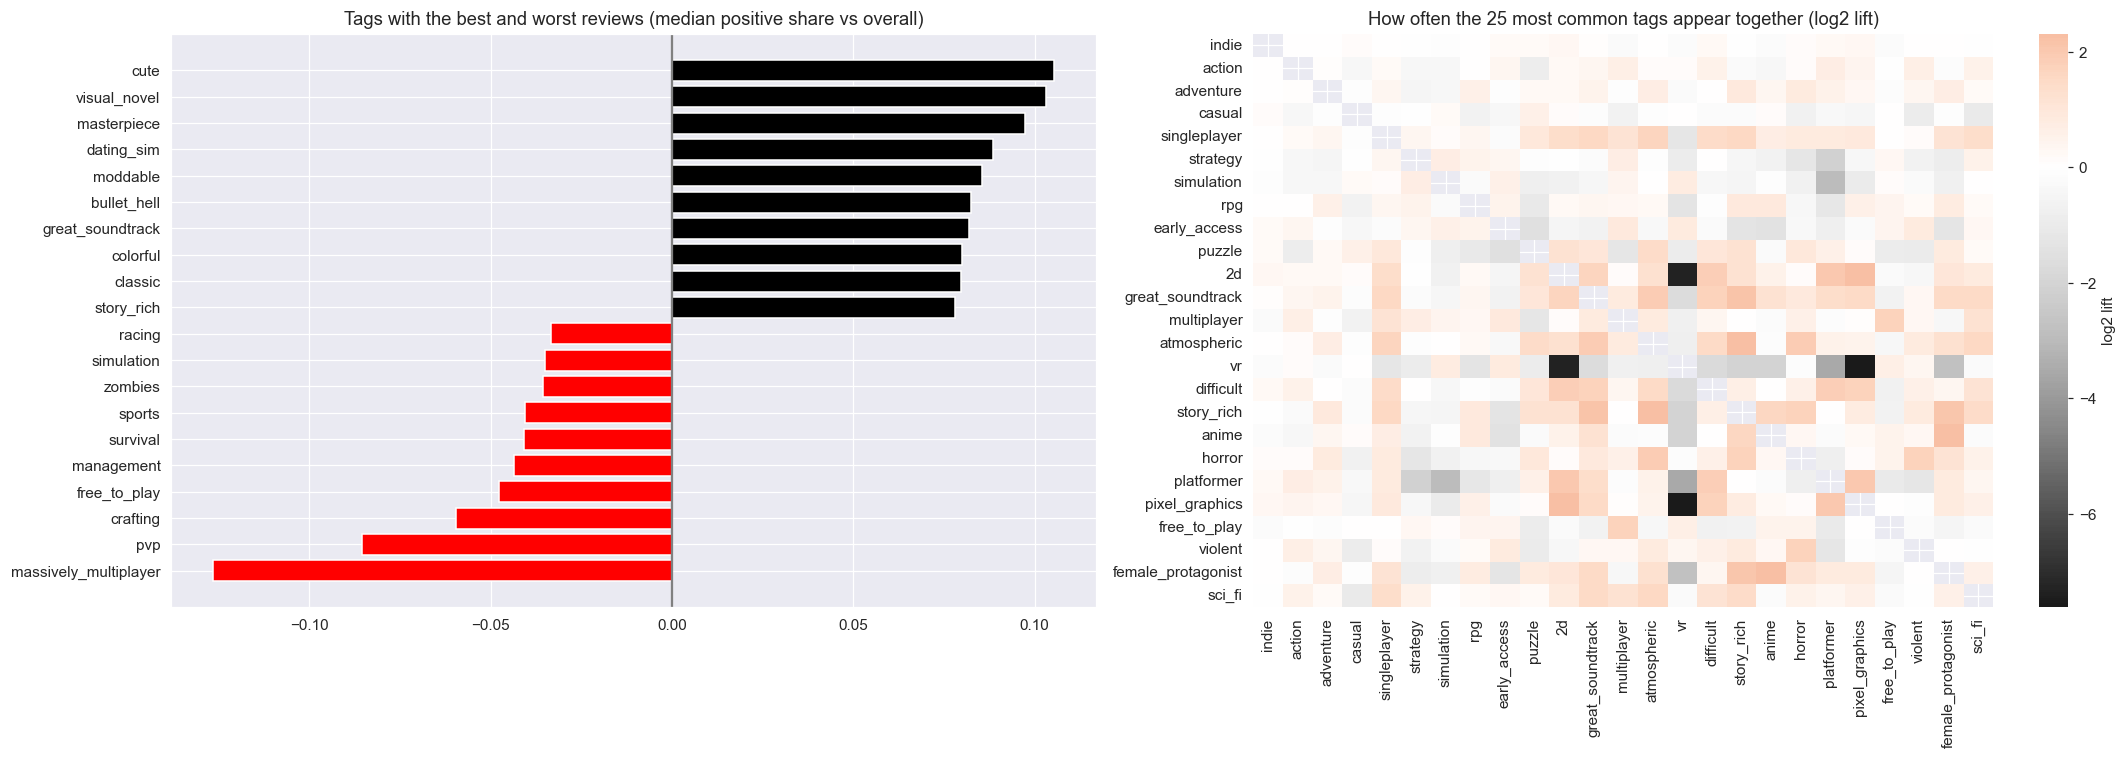 Tags with the best and worst reviews (median positive share vs overall)
cute
visual_novel
masterpiece
dating_sim
moddable
bullet_hell
great_soundtrack
colorful
classic
story_rich
racing
simulation
zombies
sports
survival
management
free_to_play
crafting
pvp
massively_multiplayer
−0.10
−0.05
0.00
0.05
0.10
How often the 25 most common tags appear together (log2 lift)
indie
action
adventure
casual
singleplayer
strategy
simulation
rpg
early_access
puzzle
2d
great_soundtrack
multiplayer
atmospheric
vr
difficult
story_rich
anime
horror
platformer
pixel_graphics
free_to_play
violent
female_protagonist
sci_fi
indie
action
adventure
casual
singleplayer
strategy
simulation
rpg
early_access
puzzle
2d
great_soundtrack
multiplayer
atmospheric
vr
difficult
story_rich
anime
horror
platformer
pixel_graphics
free_to_play
violent
female_protagonist
sci_fi
2
0
−2
−4
−6
log2 lift